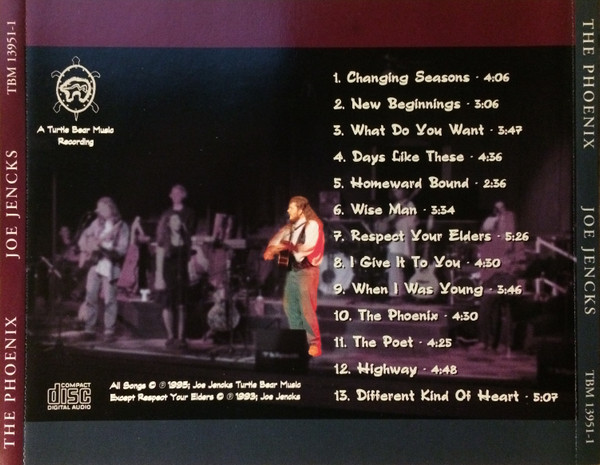 THE PHOENIX JOE JENCKS TBM 13951-1
A Turtle Bear Music
Recording
1. Changing Seasons · 4:06
2. New Beginnings · 3:06
3. What Do You Want · 3:47
4. Days Like These · 4:36
5. Homeward Bound · 2:36
6. Wise Man · 3:34
7. Respect Your Elders · 5:26
8. I Give It To You · 4:30
9. When I Was Young · 3:46
10. The Phoenix · 4:30
11. The Poet · 4:25
12. Highway · 4:48
13. Different Kind Of Heart · 5:07
COMPACT
disc
DIGITAL AUDIO
All Songs © ℗ 1995; Joe Jencks Turtle Bear Music
Except Respect Your Elders © ℗ 1993; Joe Jencks
THE PHOENIX JOE JENCKS TBM 13951-1